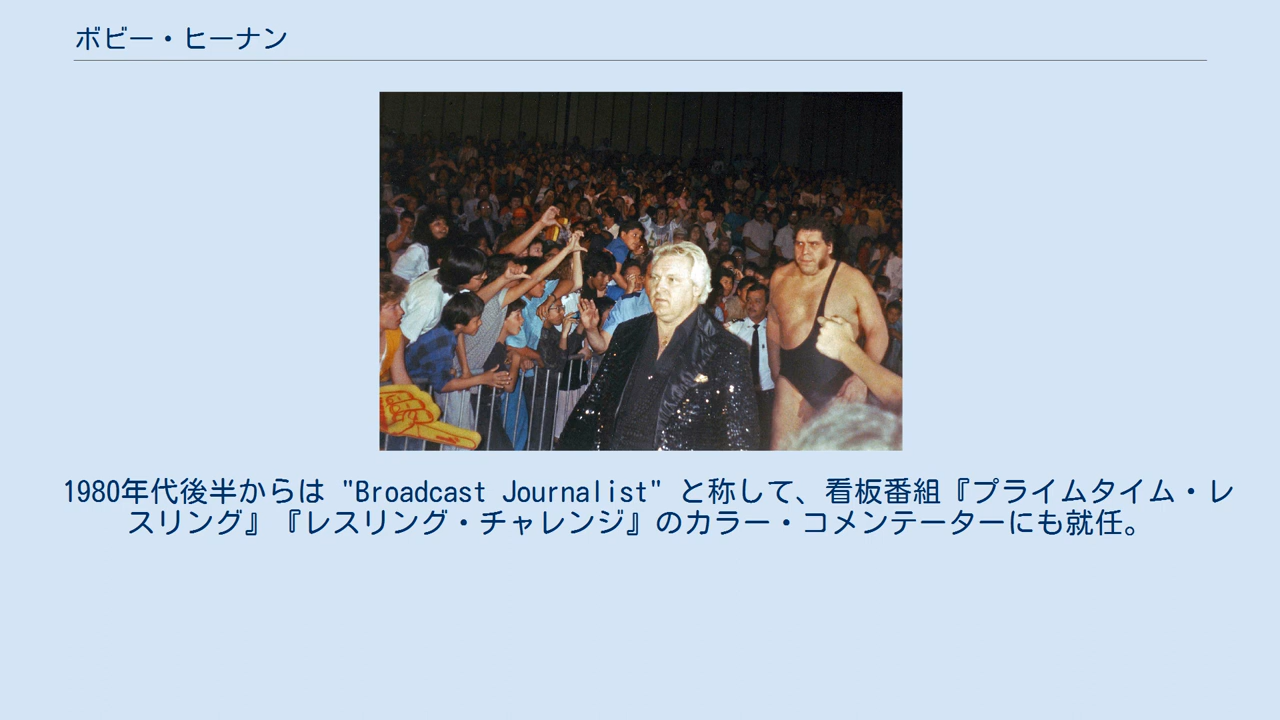 ボビー・ヒーナン
1980年代後半からは "Broadcast Journalist" と称して、看板番組『プライムタイム・レ
スリング』『レスリング・チャレンジ』のカラー・コメンテーターにも就任。